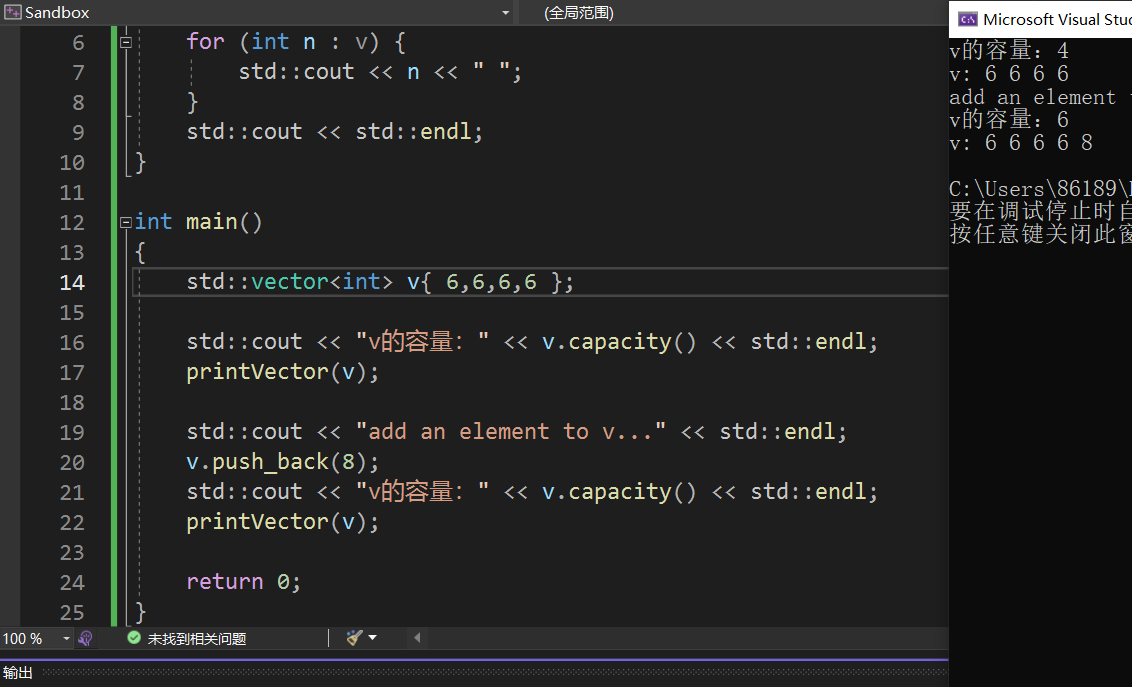 Sandbox
(全局范围)
6 for (int n : v) {
7 std::cout << n << " ";
8 }
9 std::cout << std::endl;
10 }
11
12 int main()
13 {
14 std::vector<int> v{ 6,6,6,6 };
15
16 std::cout << "v的容量: " << v.capacity() << std::endl;
17 printVector(v);
18
19 std::cout << "add an element to v..." << std::endl;
20 v.push_back(8);
21 std::cout << "v的容量: " << v.capacity() << std::endl;
22 printVector(v);
23
24 return 0;
25 }
100 %
未找到相关问题
输出
Microsoft Visual Stu
v的容量: 4
v: 6 6 6 6
add an element
v的容量: 6
v: 6 6 6 6 8
C:\Users\86189\
要在调试停止时自
按任意键关闭此窗